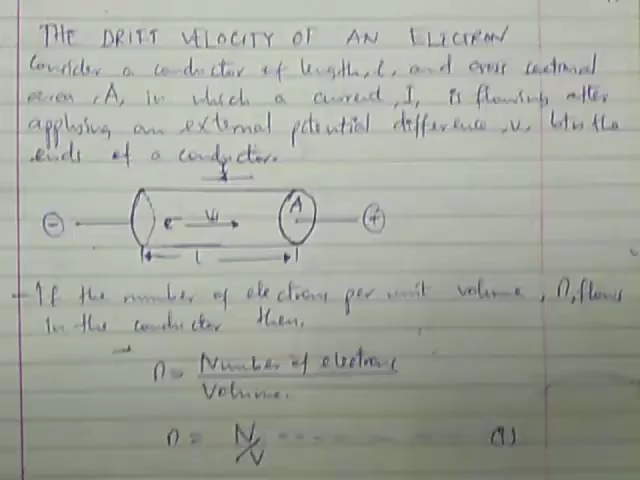 THE DRIFT VELOCITY OF AN ELECTRON
Consider a conductor of length, l, and cross sectional
area, A, in which a current, I, is flowing after
applying an external potential difference, V, btn the
ends of a conductor.
I
A
⊖ e⁻ V ⊕
L
- If the number of electrons per unit volume, n, flows
in the conductor then,
n = Number of electrons
Volume.
n = N/V ---------- (1)